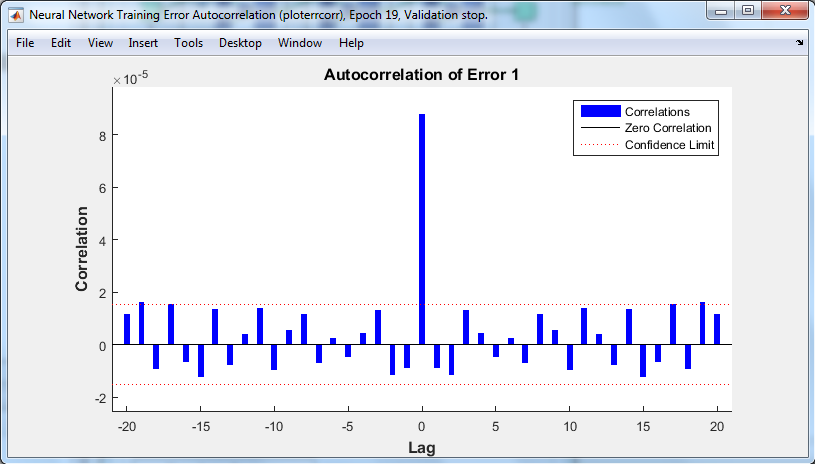 Neural Network Training Error Autocorrelation (ploterrcorr), Epoch 19, Validation stop.
File Edit View Insert Tools Desktop Window Help
Autocorrelation of Error 1
×10-5
8
6
4
2
0
-2
Correlation
Correlations
Zero Correlation
Confidence Limit
-20 -15 -10 -5 0 5 10 15 20
Lag